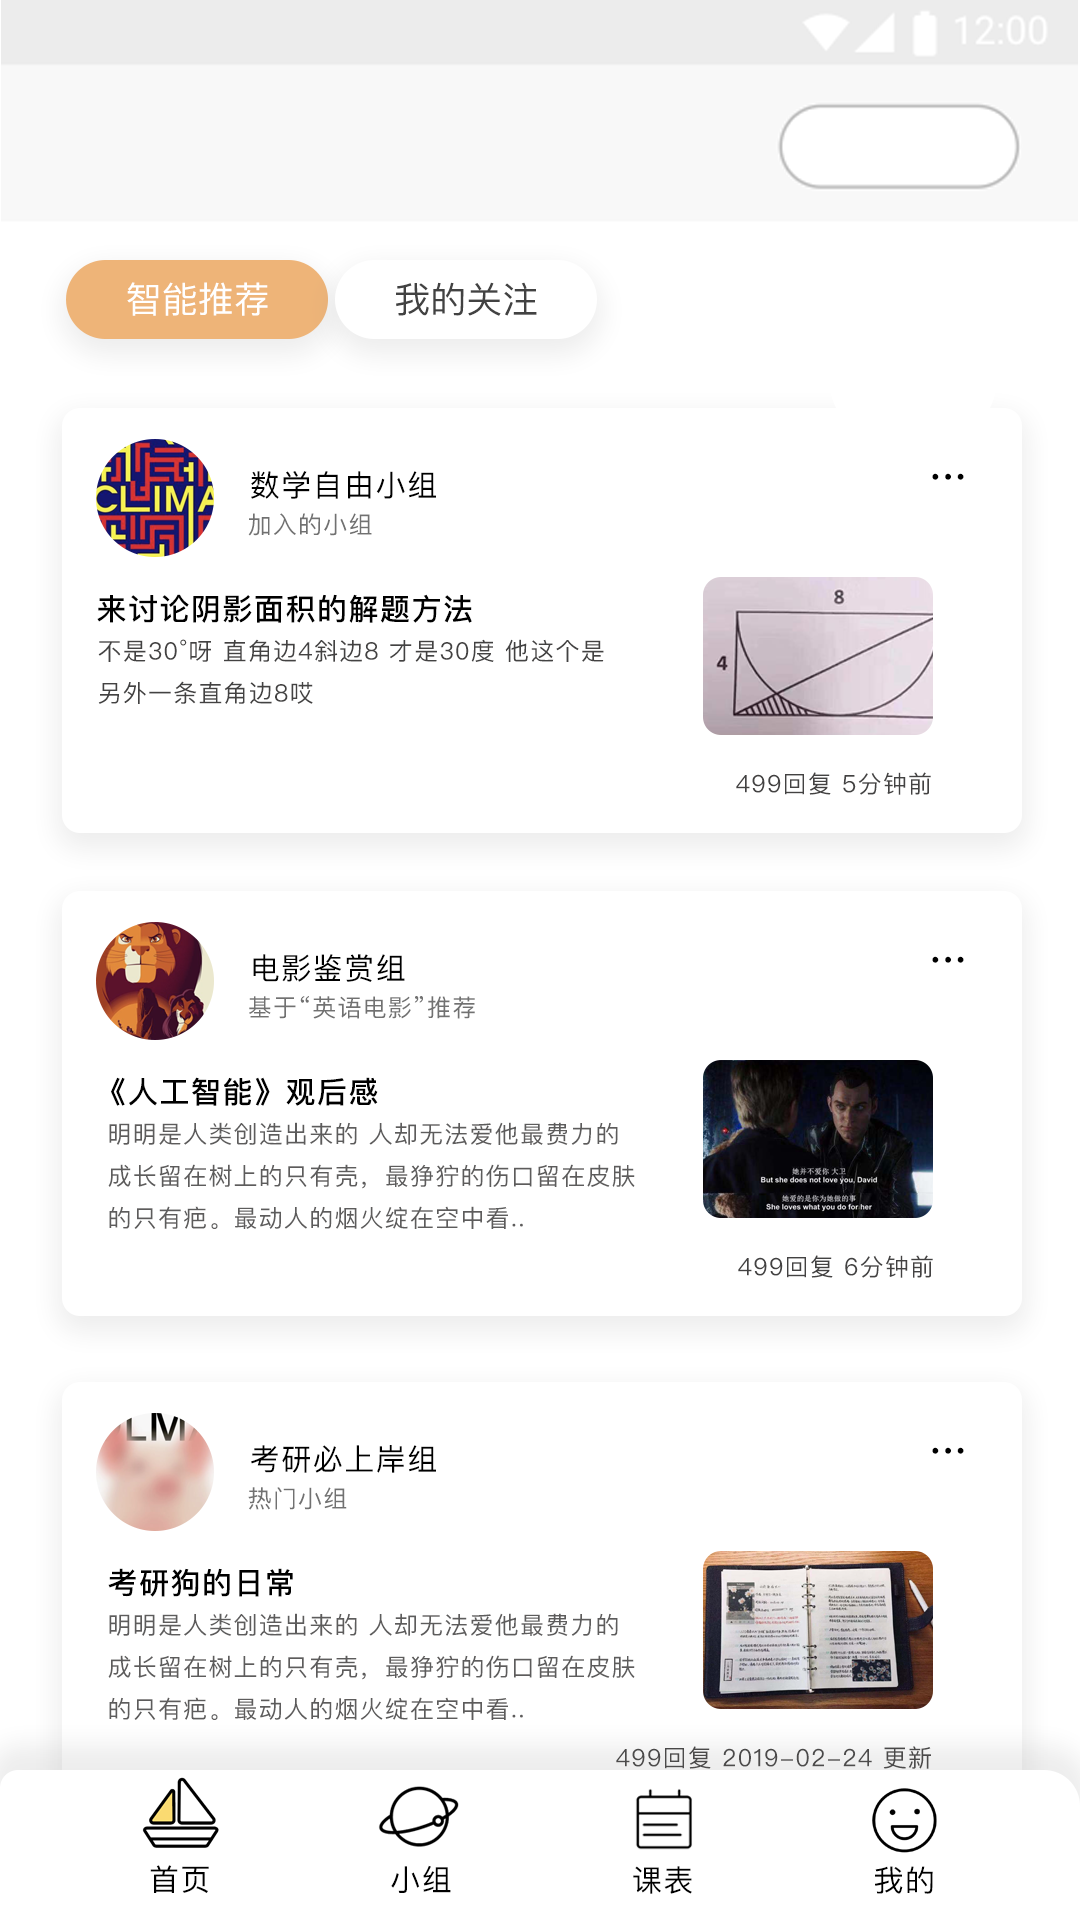 12:00
智能推荐
我的关注
CLIMA
数学自由小组
加入的小组
来讨论阴影面积的解题方法
不是30°呀 直角边4斜边8 才是30度 他这个是
另外一条直角边8哎
8
4
499回复 5分钟前
电影鉴赏组
基于“英语电影”推荐
《人工智能》观后感
明明是人类创造出来的 人却无法爱他最费力的
成长留在树上的只有壳，最狰狞的伤口留在皮肤
的只有疤。最动人的烟火绽在空中看..
她并不爱你 大卫
But she does not love you, David
她爱的是你为她做的事
She loves what you do for her
499回复 6分钟前
LM
考研必上岸组
热门小组
考研狗的日常
明明是人类创造出来的 人却无法爱他最费力的
成长留在树上的只有壳，最狰狞的伤口留在皮肤
的只有疤。最动人的烟火绽在空中看..
499回复 2019-02-24 更新
首页
小组
课表
我的